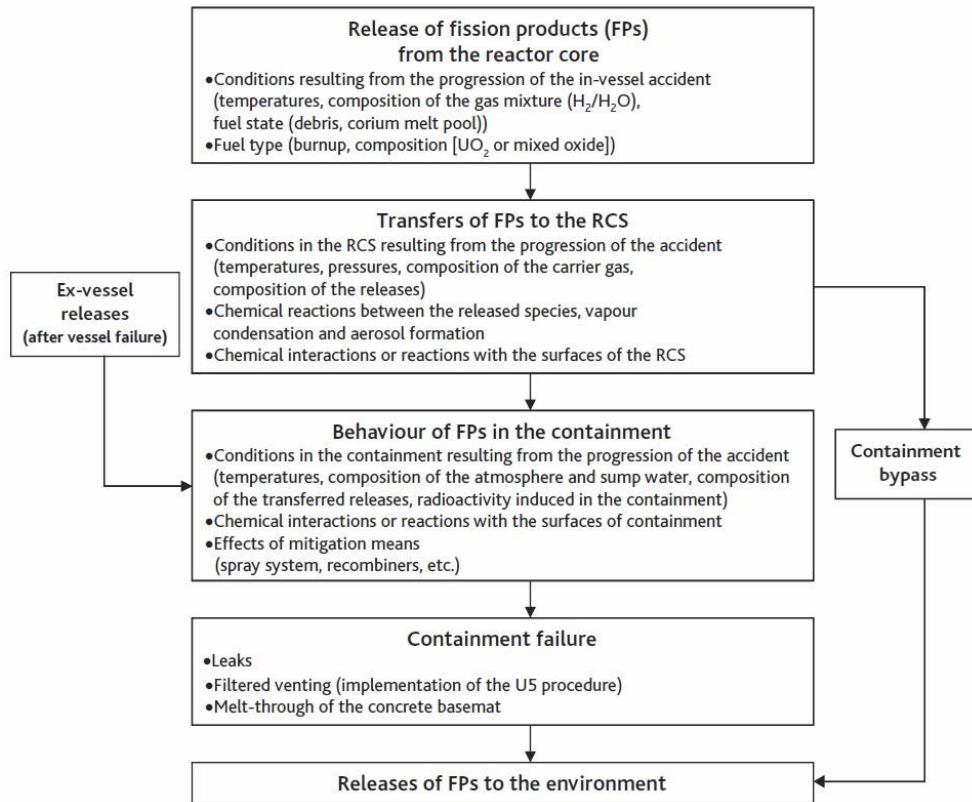 Release of fission products (FPs)
from the reactor core
•Conditions resulting from the progression of the in-vessel accident
(temperatures, composition of the gas mixture (H₂/H₂O),
fuel state (debris, corium melt pool))
•Fuel type (burnup, composition [UO₂ or mixed oxide])
Transfers of FPs to the RCS
•Conditions in the RCS resulting from the progression of the accident
(temperatures, pressures, composition of the carrier gas,
composition of the releases)
•Chemical reactions between the released species, vapour
condensation and aerosol formation
•Chemical interactions or reactions with the surfaces of the RCS
Ex-vessel
releases
(after vessel failure)
Behaviour of FPs in the containment
•Conditions in the containment resulting from the progression of the accident
(temperatures, composition of the atmosphere and sump water, composition
of the transferred releases, radioactivity induced in the containment)
•Chemical interactions or reactions with the surfaces of containment
•Effects of mitigation means
(spray system, recombiners, etc.)
Containment
bypass
Containment failure
•Leaks
•Filtered venting (implementation of the U5 procedure)
•Melt-through of the concrete basemat
Releases of FPs to the environment